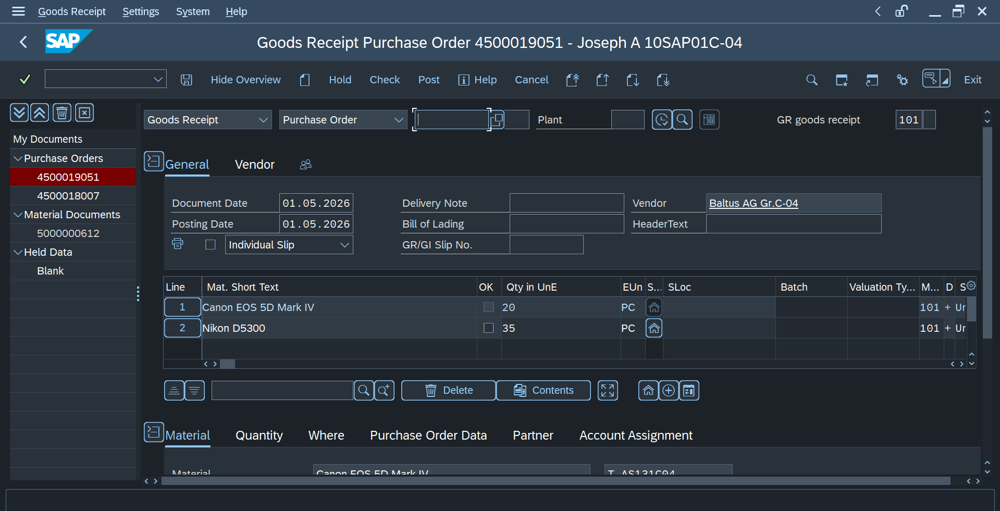 Goods Receipt Settings System Help
SAP Goods Receipt Purchase Order 4500019051 - Joseph A 10SAP01C-04
Hide Overview Hold Check Post Help Cancel Exit
Goods Receipt Purchase Order Plant GR goods receipt 101
My Documents
Purchase Orders
4500019051
4500018007
Material Documents
5000000612
Held Data
Blank
General Vendor
Document Date 01.05.2026 Delivery Note Vendor Baltus AG Gr.C-04
Posting Date 01.05.2026 Bill of Lading HeaderText
Individual Slip GR/GI Slip No.
Line Mat. Short Text OK Qty in UnE EUn S... SLoc Batch Valuation Ty... M... D S
1 Canon EOS 5D Mark IV 20 PC 101 + Ur
2 Nikon D5300 35 PC 101 + Ur
Delete Contents
Material Quantity Where Purchase Order Data Partner Account Assignment
Material Canon EOS 5D Mark IV T-AS131C04